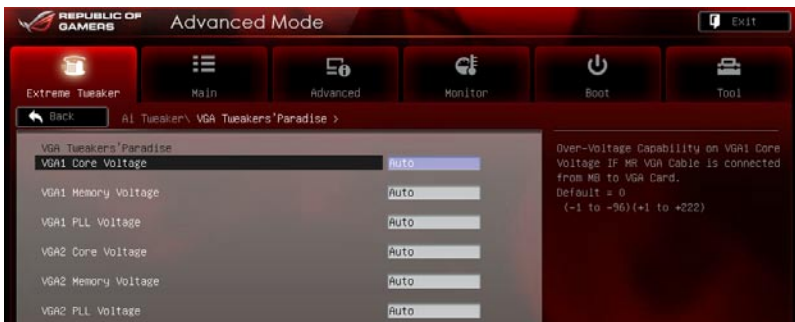 REPUBLIC OF
GAMERS
Advanced Mode
Exit
Extreme Tweaker
Main
Advanced
Monitor
Boot
Tool
Back
Ai Tweaker\ VGA Tweakers'Paradise >
VGA Tweakers'Paradise
VGA1 Core Voltage Auto
VGA1 Memory Voltage Auto
VGA1 PLL Voltage Auto
VGA2 Core Voltage Auto
VGA2 Memory Voltage Auto
VGA2 PLL Voltage Auto
Over-Voltage Capability on VGA1 Core
Voltage IF MR VGA Cable is connected
from MB to VGA Card.
Default = 0
(-1 to -96)(+1 to +222)